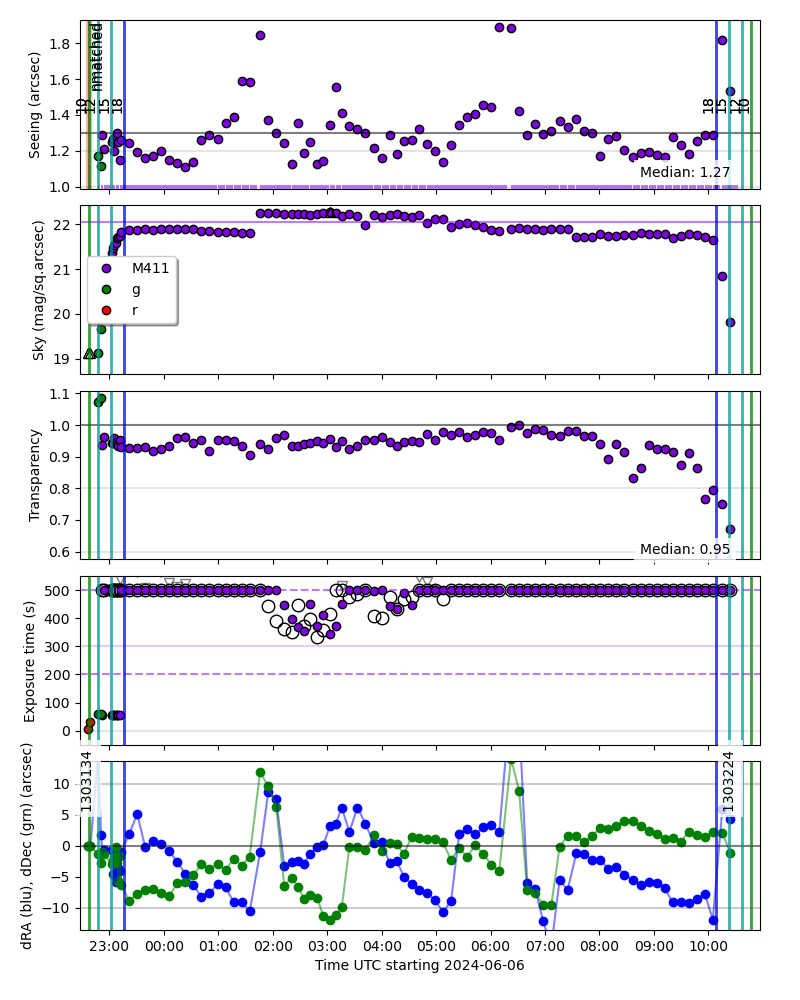 Seeing (arcsec)
1.8
1.6
1.4
1.2
1.0
10
12
nmatched
15
18
18
15
12
10
Median: 1.27
Sky (mag/sq.arcsec)
22
21
20
19
M411
g
r
Transparency
1.1
1.0
0.9
0.8
0.7
0.6
Median: 0.95
Exposure time (s)
500
400
300
200
100
0
dRA (blu), dDec (grn) (arcsec)
10
5
0
−5
−10
1303134
1303224
23:00 00:00 01:00 02:00 03:00 04:00 05:00 06:00 07:00 08:00 09:00 10:00
Time UTC starting 2024-06-06